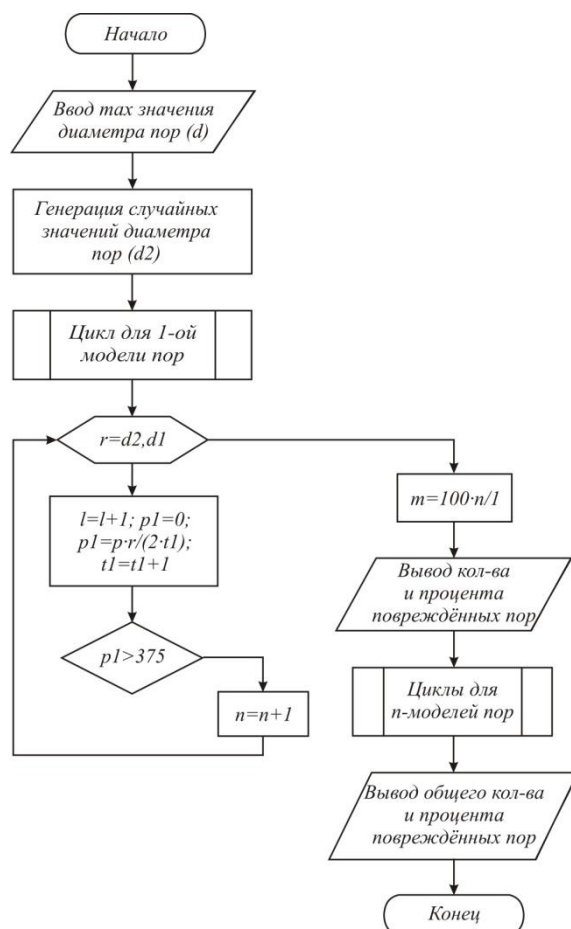 Начало
Ввод max значения
диаметра пор (d)
Генерация случайных
значений диаметра
пор (d2)
Цикл для 1-ой
модели пор
r=d2,d1
l=l+1; p1=0;
p1=p·r/(2·t1);
t1=t1+1
p1>375
n=n+1
m=100·n/1
Вывод кол-ва
и процента
повреждённых пор
Циклы для
n-моделей пор
Вывод общего кол-ва
и процента
повреждённых пор
Конец